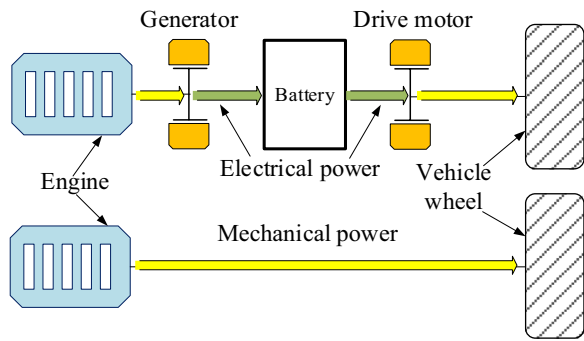 Generator
Drive motor
Battery
Electrical power
Engine
Vehicle
wheel
Mechanical power